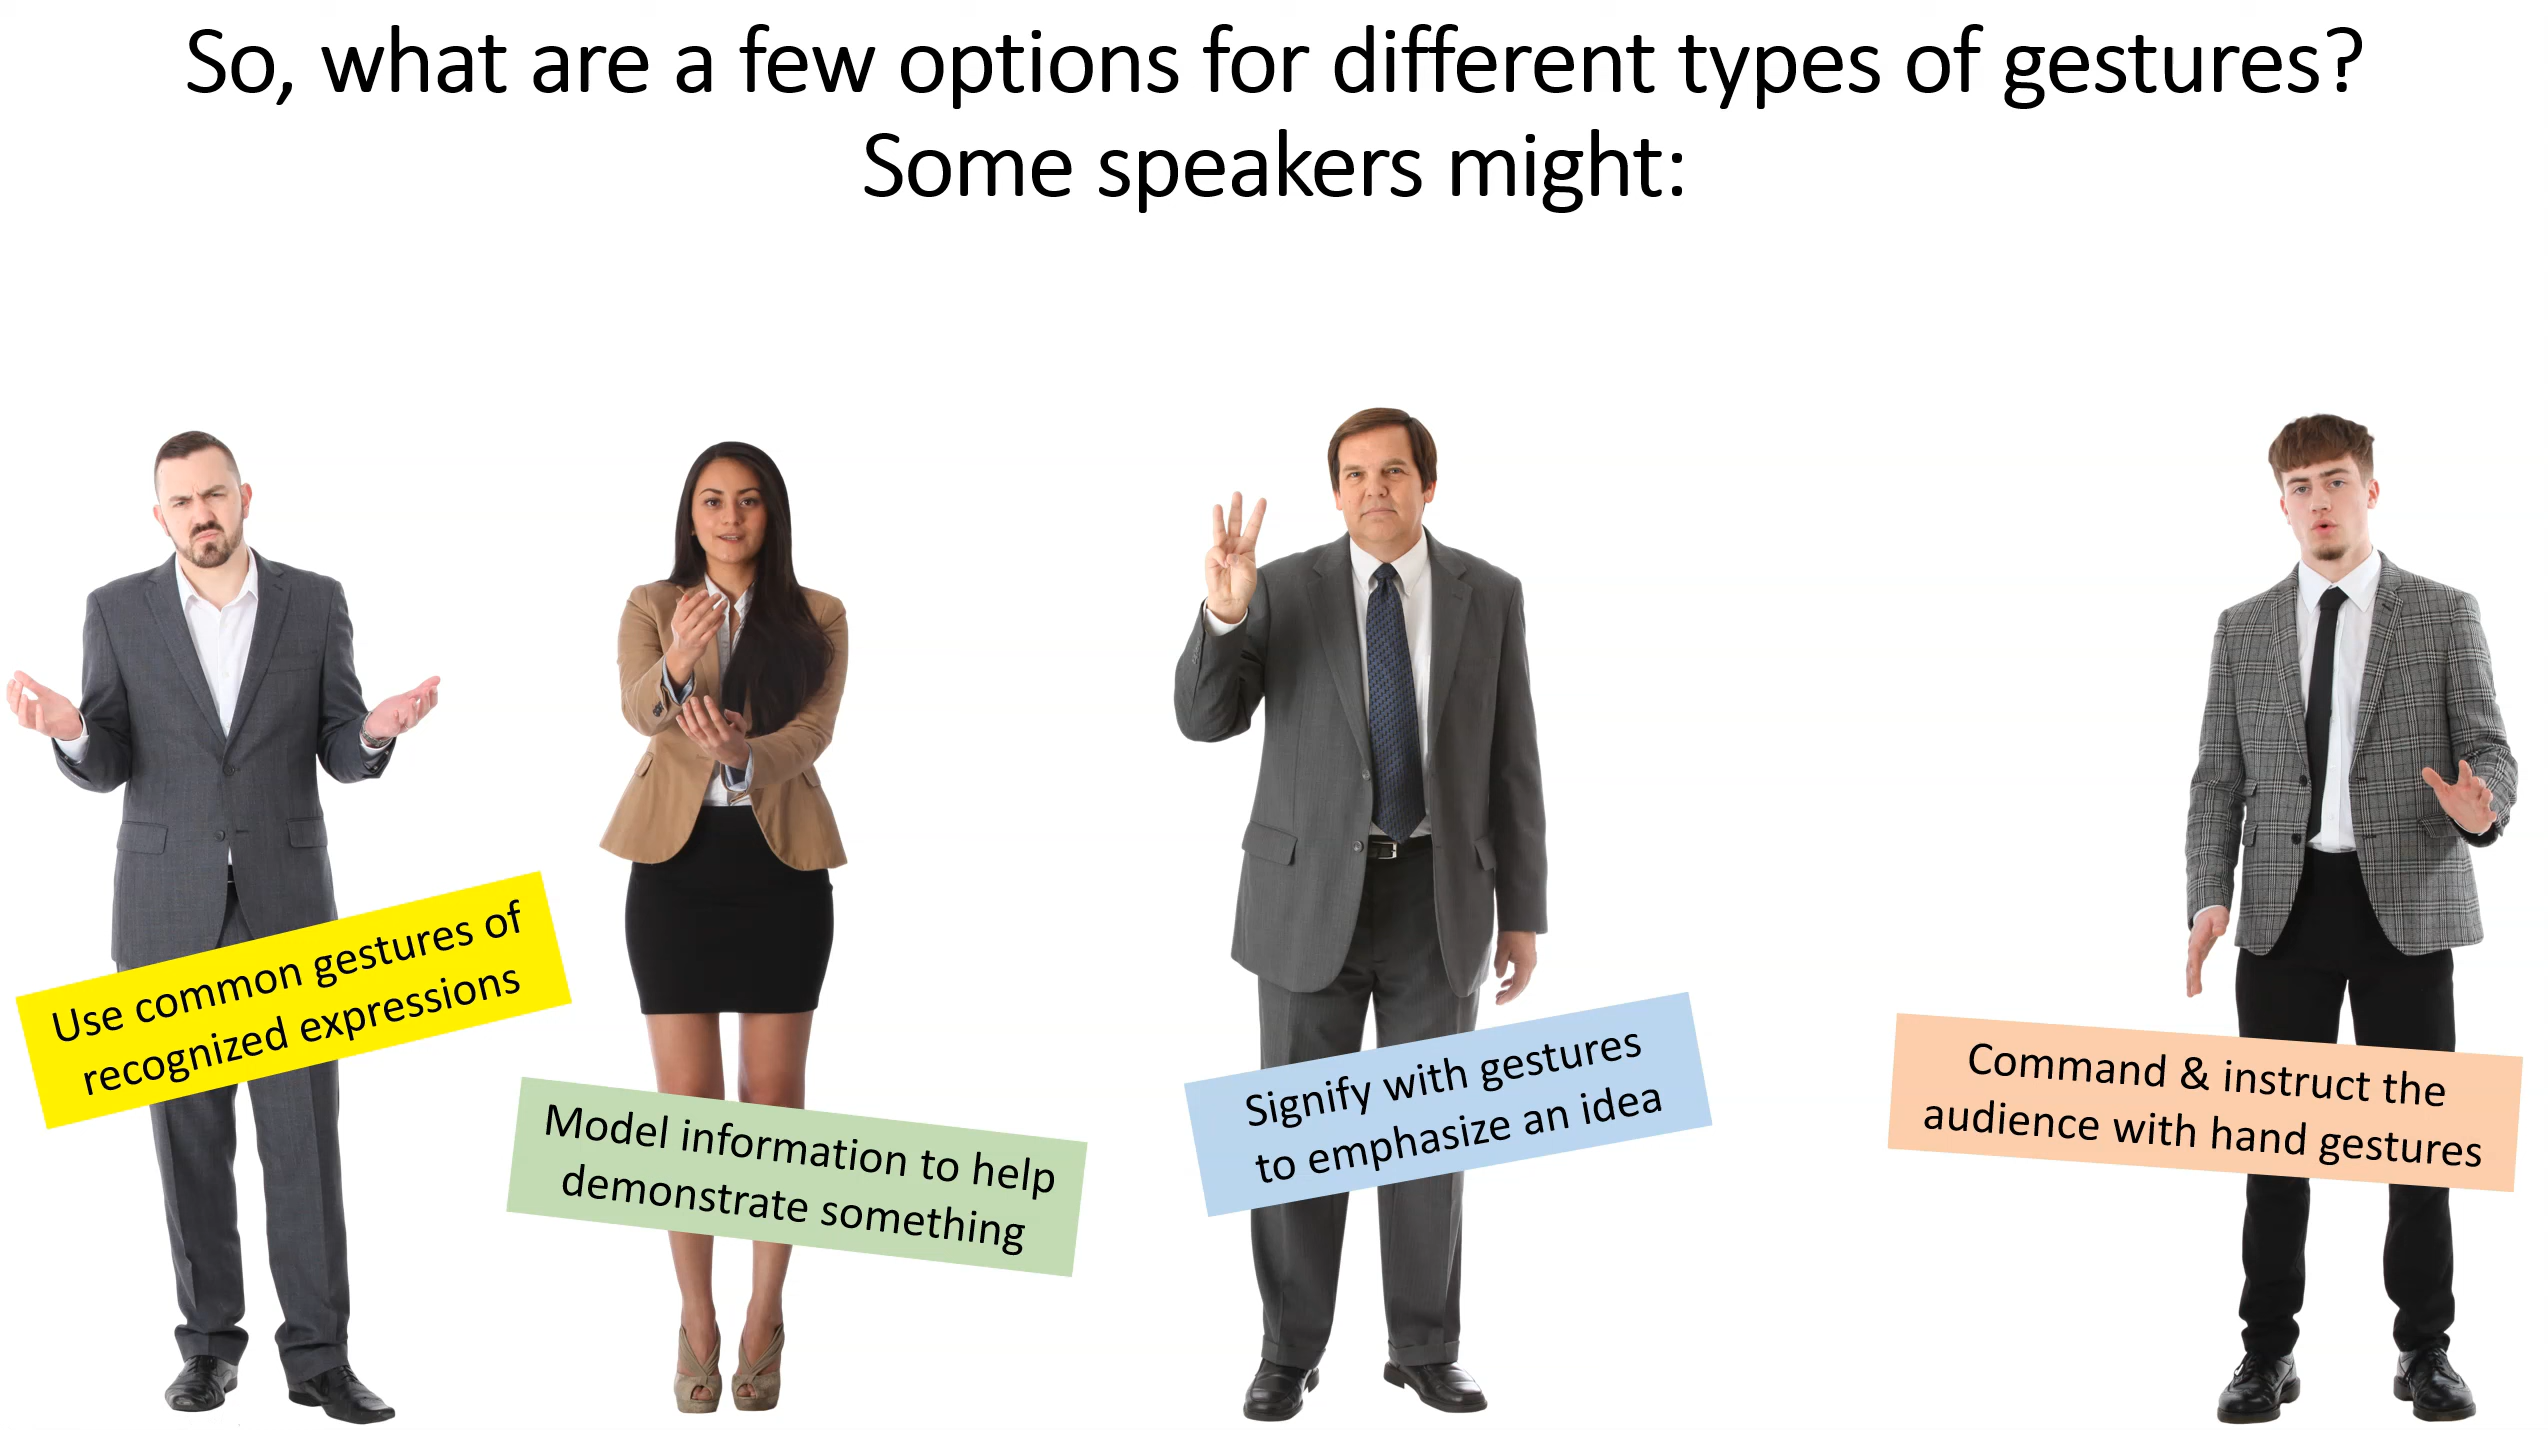 So, what are a few options for different types of gestures?
Some speakers might:
Use common gestures of
recognized expressions
Model information to help
demonstrate something
Signify with gestures
to emphasize an idea
Command & instruct the
audience with hand gestures